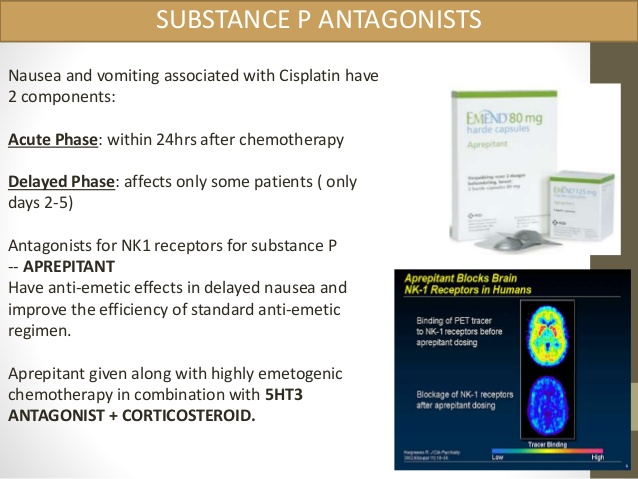 SUBSTANCE P ANTAGONISTS
Nausea and vomiting associated with Cisplatin have
2 components:
Acute Phase: within 24hrs after chemotherapy
Delayed Phase: affects only some patients ( only
days 2-5)
Antagonists for NK1 receptors for substance P
-- APREPITANT
Have anti-emetic effects in delayed nausea and
improve the efficiency of standard anti-emetic
regimen.
Aprepitant given along with highly emetogenic
chemotherapy in combination with 5HT3
ANTAGONIST + CORTICOSTEROID.
EMEND 80 mg
harde capsules
Aprepitant
EMEND 125 mg
Aprepitant Blocks Brain
NK-1 Receptors in Humans
Binding of PET tracer
to NK-1 receptors before
aprepitant dosing
Blockage of NK-1 receptors
after aprepitant dosing
Tracer Binding
Low High